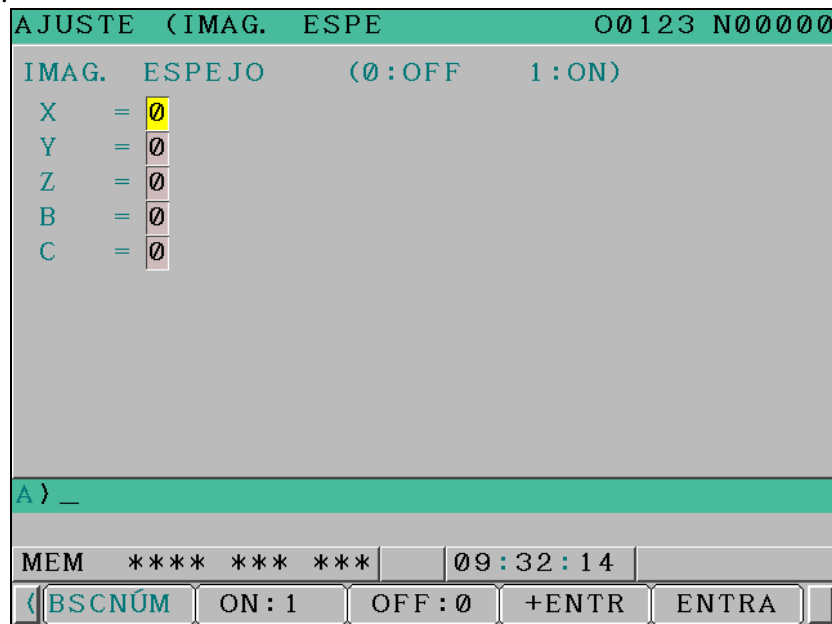 AJUSTE (IMAG. ESPE O0123 N00000
IMAG. ESPEJO (0:OFF 1:ON)
X = 0
Y = 0
Z = 0
B = 0
C = 0
A)_
MEM **** *** *** 09:32:14
(BSCNÚM ON:1 OFF:0 +ENTR ENTRA